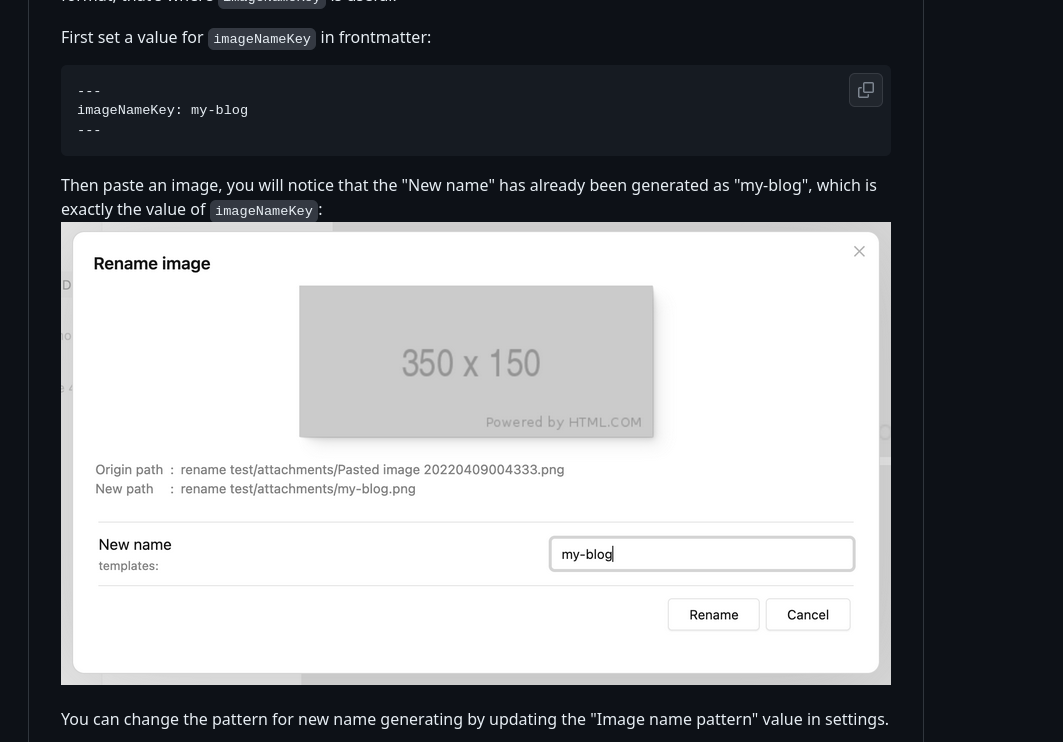 First set a value for imageNameKey in frontmatter:
---
imageNameKey: my-blog
---
Then paste an image, you will notice that the "New name" has already been generated as "my-blog", which is
exactly the value of imageNameKey:
Rename image
350 x 150
Powered by HTML.COM
Origin path : rename test/attachments/Pasted image 20220409004333.png
New path : rename test/attachments/my-blog.png
New name
my-blog
templates:
Rename
Cancel
You can change the pattern for new name generating by updating the "Image name pattern" value in settings.